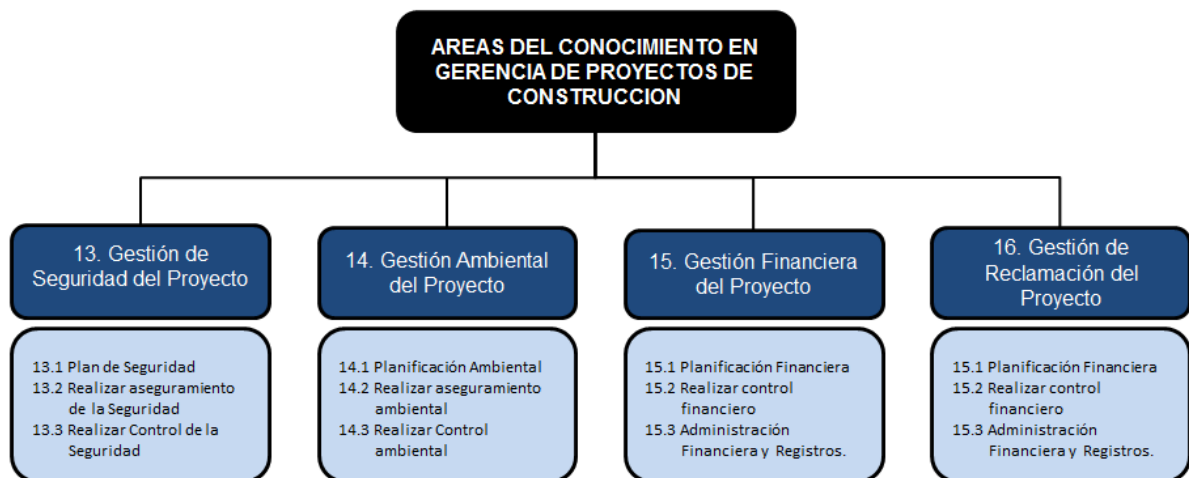 AREAS DEL CONOCIMIENTO EN
GERENCIA DE PROYECTOS DE
CONSTRUCCION
13. Gestión de
Seguridad del Proyecto
13.1 Plan de Seguridad
13.2 Realizar aseguramiento
de la Seguridad
13.3 Realizar Control de la
Seguridad
14. Gestión Ambiental
del Proyecto
14.1 Planificación Ambiental
14.2 Realizar aseguramiento
ambiental
14.3 Realizar Control
ambiental
15. Gestión Financiera
del Proyecto
15.1 Planificación Financiera
15.2 Realizar control
financiero
15.3 Administración
Financiera y Registros.
16. Gestión de
Reclamación del
Proyecto
15.1 Planificación Financiera
15.2 Realizar control
financiero
15.3 Administración
Financiera y Registros.